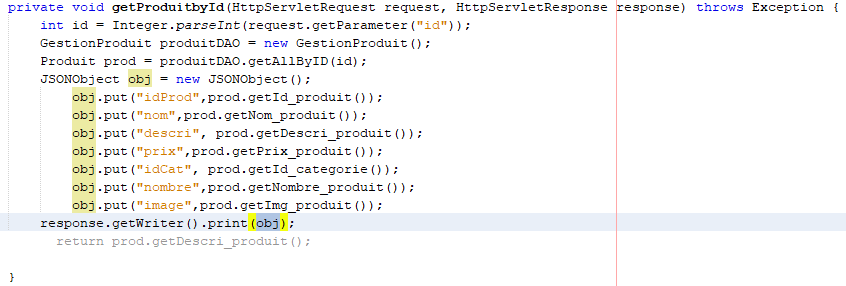 private void getProduitbyId(HttpServletRequest request, HttpServletResponse response) throws Exception {
int id = Integer.parseInt(request.getParameter("id"));
GestionProduit produitDAO = new GestionProduit();
Produit prod = produitDAO.getAllByID(id);
JSONObject obj = new JSONObject();
obj.put("idProd",prod.getId_produit());
obj.put("nom",prod.getNom_produit());
obj.put("descri", prod.getDescri_produit());
obj.put("prix",prod.getPrix_produit());
obj.put("idCat", prod.getId_categorie());
obj.put("nombre",prod.getNombre_produit());
obj.put("image",prod.getImg_produit());
response.getWriter().print(obj);
return prod.getDescri_produit();
}